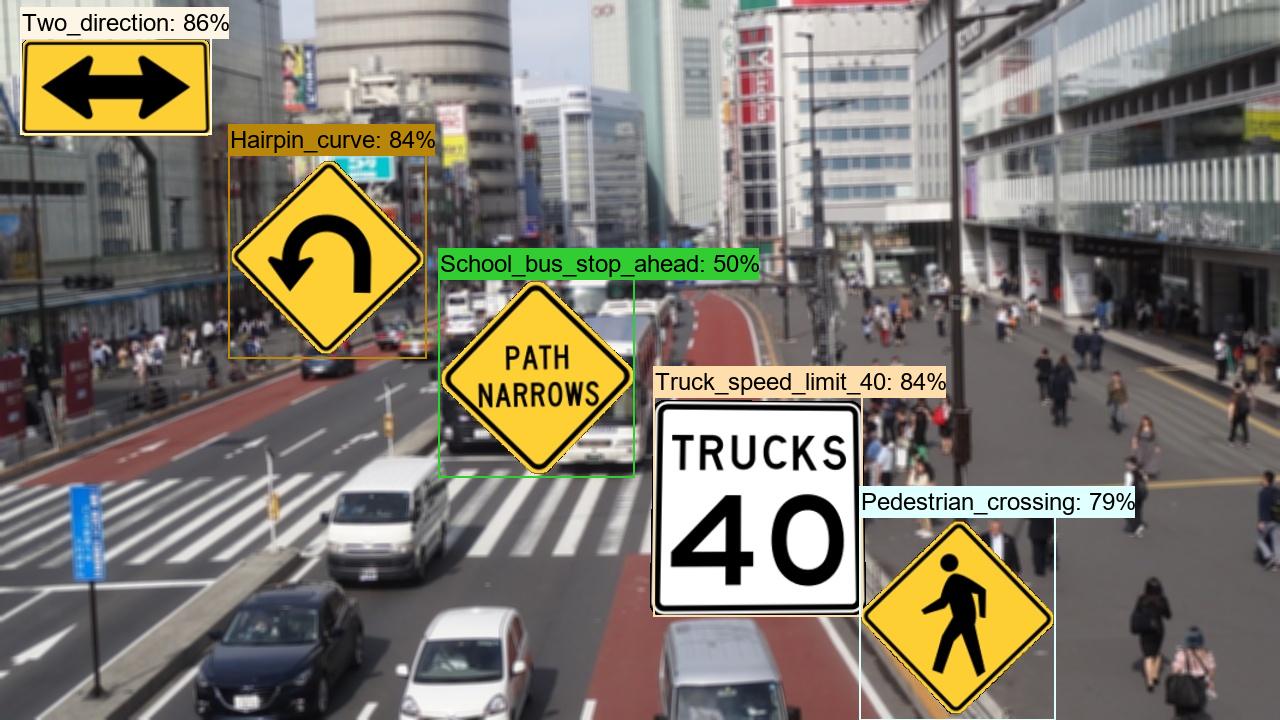 Two_direction: 86%
Hairpin_curve: 84%
School_bus_stop_ahead: 50%
PATH
NARROWS
Truck_speed_limit_40: 84%
TRUCKS
40
Pedestrian_crossing: 79%